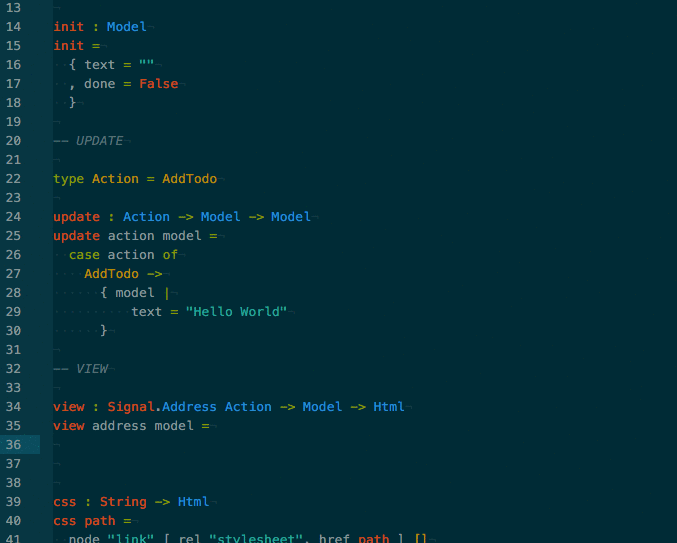 13
14 init : Model
15 init =
16 { text = ""
17 , done = False
18 }
19
20 -- UPDATE
21
22 type Action = AddTodo
23
24 update : Action -> Model -> Model
25 update action model =
26 case action of
27 AddTodo ->
28 { model |
29 text = "Hello World"
30 }
31
32 -- VIEW
33
34 view : Signal.Address Action -> Model -> Html
35 view address model =
36
37
38
39 css : String -> Html
40 css path =
41 node "link" [ rel "stylesheet", href path ] []